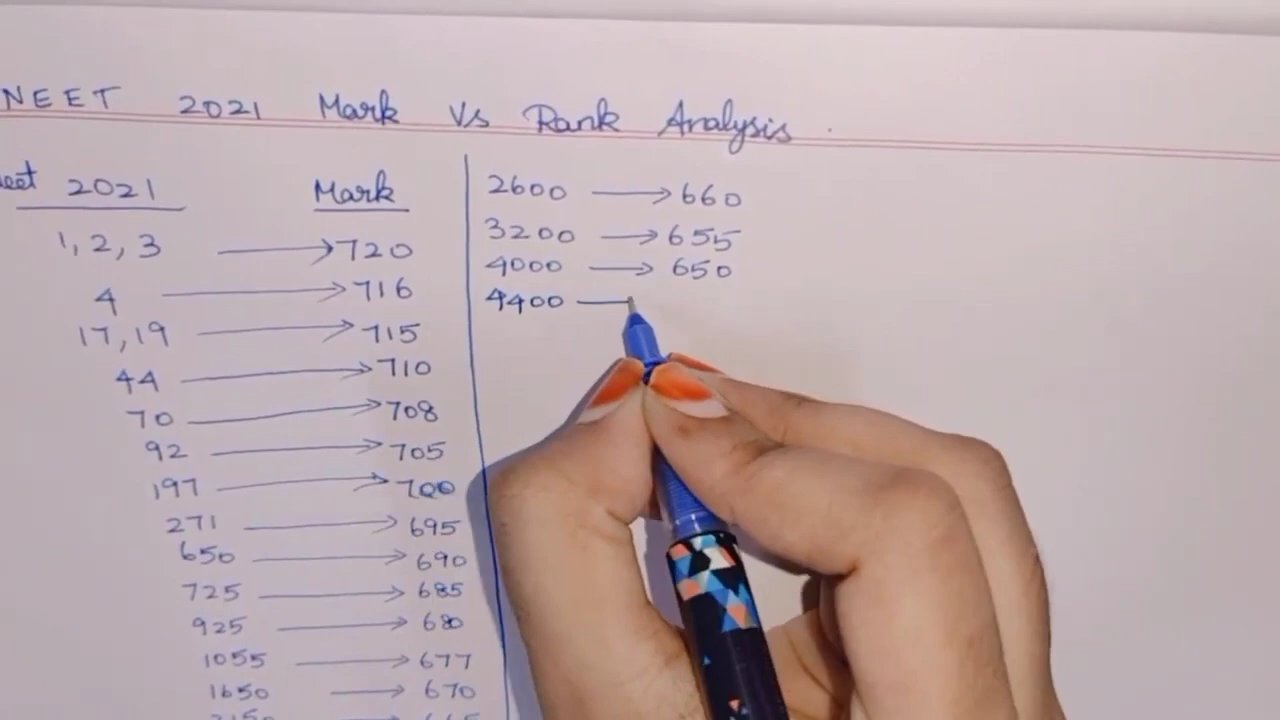 NEET 2021 Mark Vs Rank Analysis.
2021 Mark
1, 2, 3 → 720
4 → 716
17, 19 → 715
44 → 710
70 → 708
92 → 705
197 → 700
271 → 695
650 → 690
725 → 685
925 → 680
1055 → 677
1650 → 670
2600 → 660
3200 → 655
4000 → 650
4400